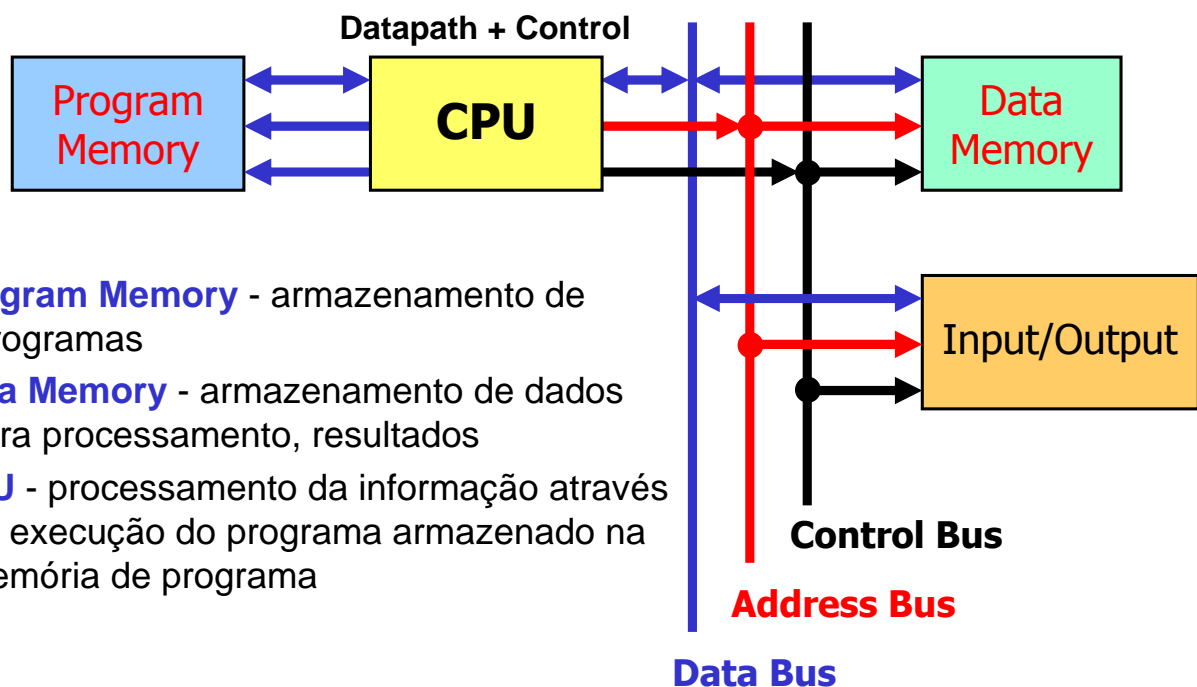 Datapath + Control
Program
Memory
CPU
Data
Memory
gram Memory - armazenamento de
rogramas
a Memory - armazenamento de dados
ra processamento, resultados
U - processamento da informação através
execução do programa armazenado na
emória de programa
Input/Output
Control Bus
Address Bus
Data Bus